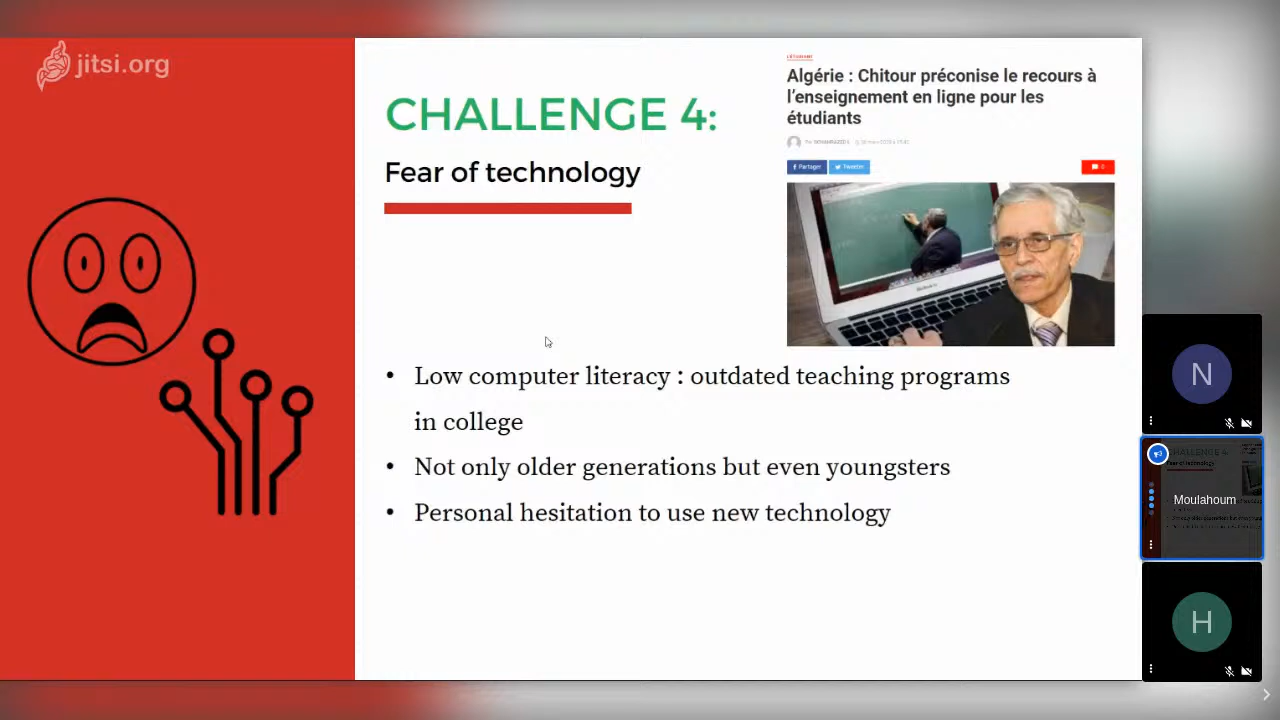 jitsi.org
CHALLENGE 4:
Fear of technology
Algérie : Chitour préconise le recours à
l'enseignement en ligne pour les
étudiants
Partager
Tweeter
• Low computer literacy : outdated teaching programs
in college
• Not only older generations but even youngsters
• Personal hesitation to use new technology
N
Moulahoum
H